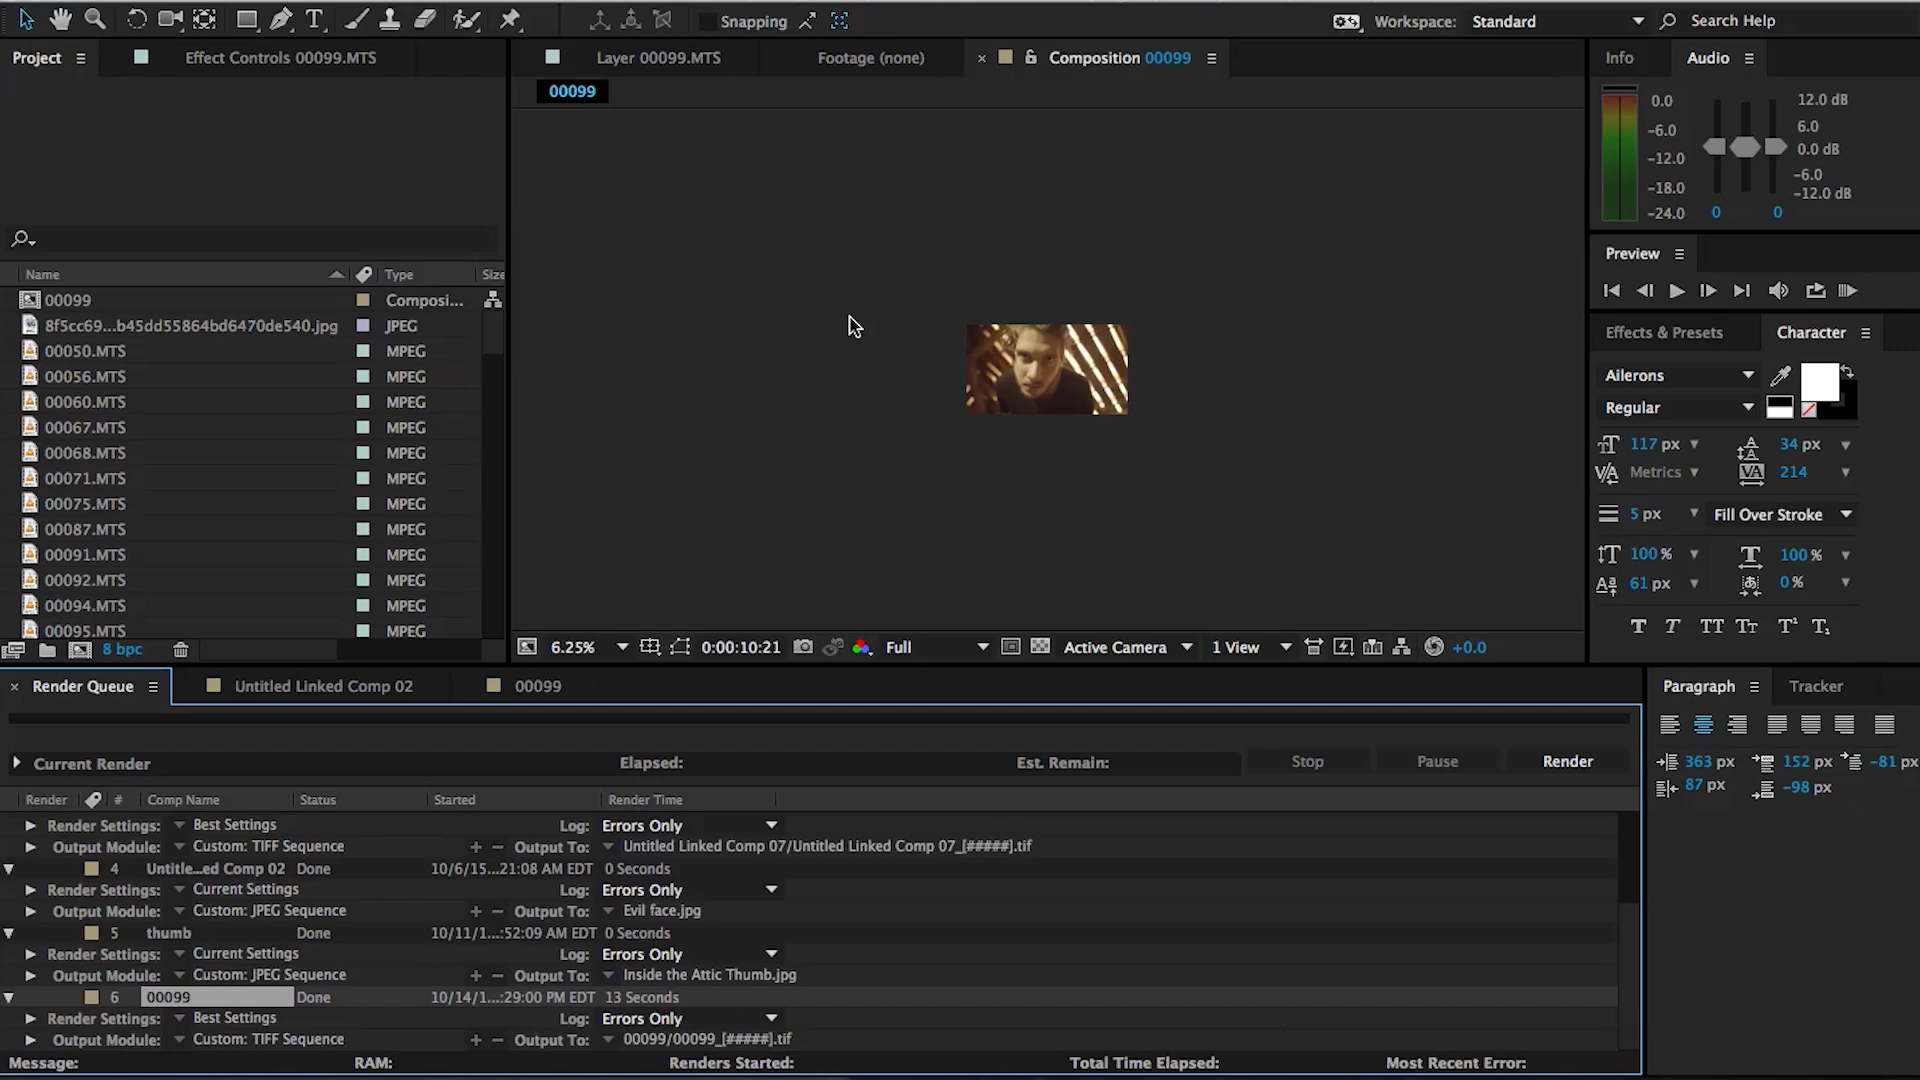 Snapping
Workspace: Standard
Search Help
Project
Effect Controls 00099.MTS
Layer 00099.MTS
Footage (none)
Composition 00099
Info
Audio
00099
0.0
-6.0
-12.0
-18.0
-24.0
12.0 dB
6.0
0.0 dB
-6.0
-12.0 dB
0
0
Preview
Effects & Presets
Character
Name
Type
Size
00099
Composi...
8f5cc69...b45dd55864bd6470de540.jpg
JPEG
00050.MTS
MPEG
00056.MTS
MPEG
00060.MTS
MPEG
00067.MTS
MPEG
00068.MTS
MPEG
00071.MTS
MPEG
00075.MTS
MPEG
00087.MTS
MPEG
00091.MTS
MPEG
00092.MTS
MPEG
00094.MTS
MPEG
00095.MTS
MPEG
8 bpc
Ailerons
Regular
117 px
34 px
Metrics
214
5 px
Fill Over Stroke
100 %
100 %
61 px
0 %
6.25%
0:00:10:21
Full
Active Camera
1 View
+0.0
Render Queue
Untitled Linked Comp 02
00099
Paragraph
Tracker
363 px
152 px
-81 px
87 px
-98 px
Current Render
Elapsed:
Est. Remain:
Stop
Pause
Render
Render
#
Comp Name
Status
Started
Render Time
Render Settings: Best Settings
Log: Errors Only
Output Module: Custom: TIFF Sequence
+ – Output To: Untitled Linked Comp 07/Untitled Linked Comp 07_[#####].tif
4 Untitle...ed Comp 02 Done 10/6/15...21:08 AM EDT 0 Seconds
Render Settings: Current Settings
Log: Errors Only
Output Module: Custom: JPEG Sequence
+ – Output To: Evil face.jpg
5 thumb Done 10/11/1...:52:09 AM EDT 0 Seconds
Render Settings: Current Settings
Log: Errors Only
Output Module: Custom: JPEG Sequence
+ – Output To: Inside the Attic Thumb.jpg
6 00099 Done 10/14/1...:29:00 PM EDT 13 Seconds
Render Settings: Best Settings
Log: Errors Only
Output Module: Custom: TIFF Sequence
+ – Output To: 00099/00099_[#####].tif
Message:
RAM:
Renders Started:
Total Time Elapsed:
Most Recent Error: